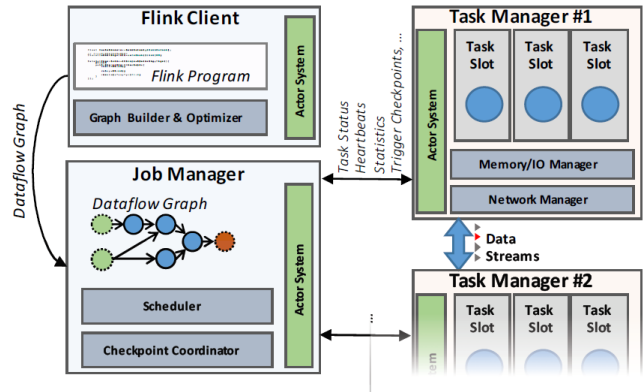 Flink Client
Flink Program
Graph Builder & Optimizer
Actor System
Dataflow Graph
Job Manager
Dataflow Graph
Scheduler
Checkpoint Coordinator
Actor System
Task Status
Heartbeats
Statistics
Trigger Checkpoints, ...
...
Task Manager #1
Actor System
Task
Slot
Task
Slot
Task
Slot
Memory/IO Manager
Network Manager
Data
Streams
Task Manager #2
Task
Slot
Task
Slot
Task
Slot